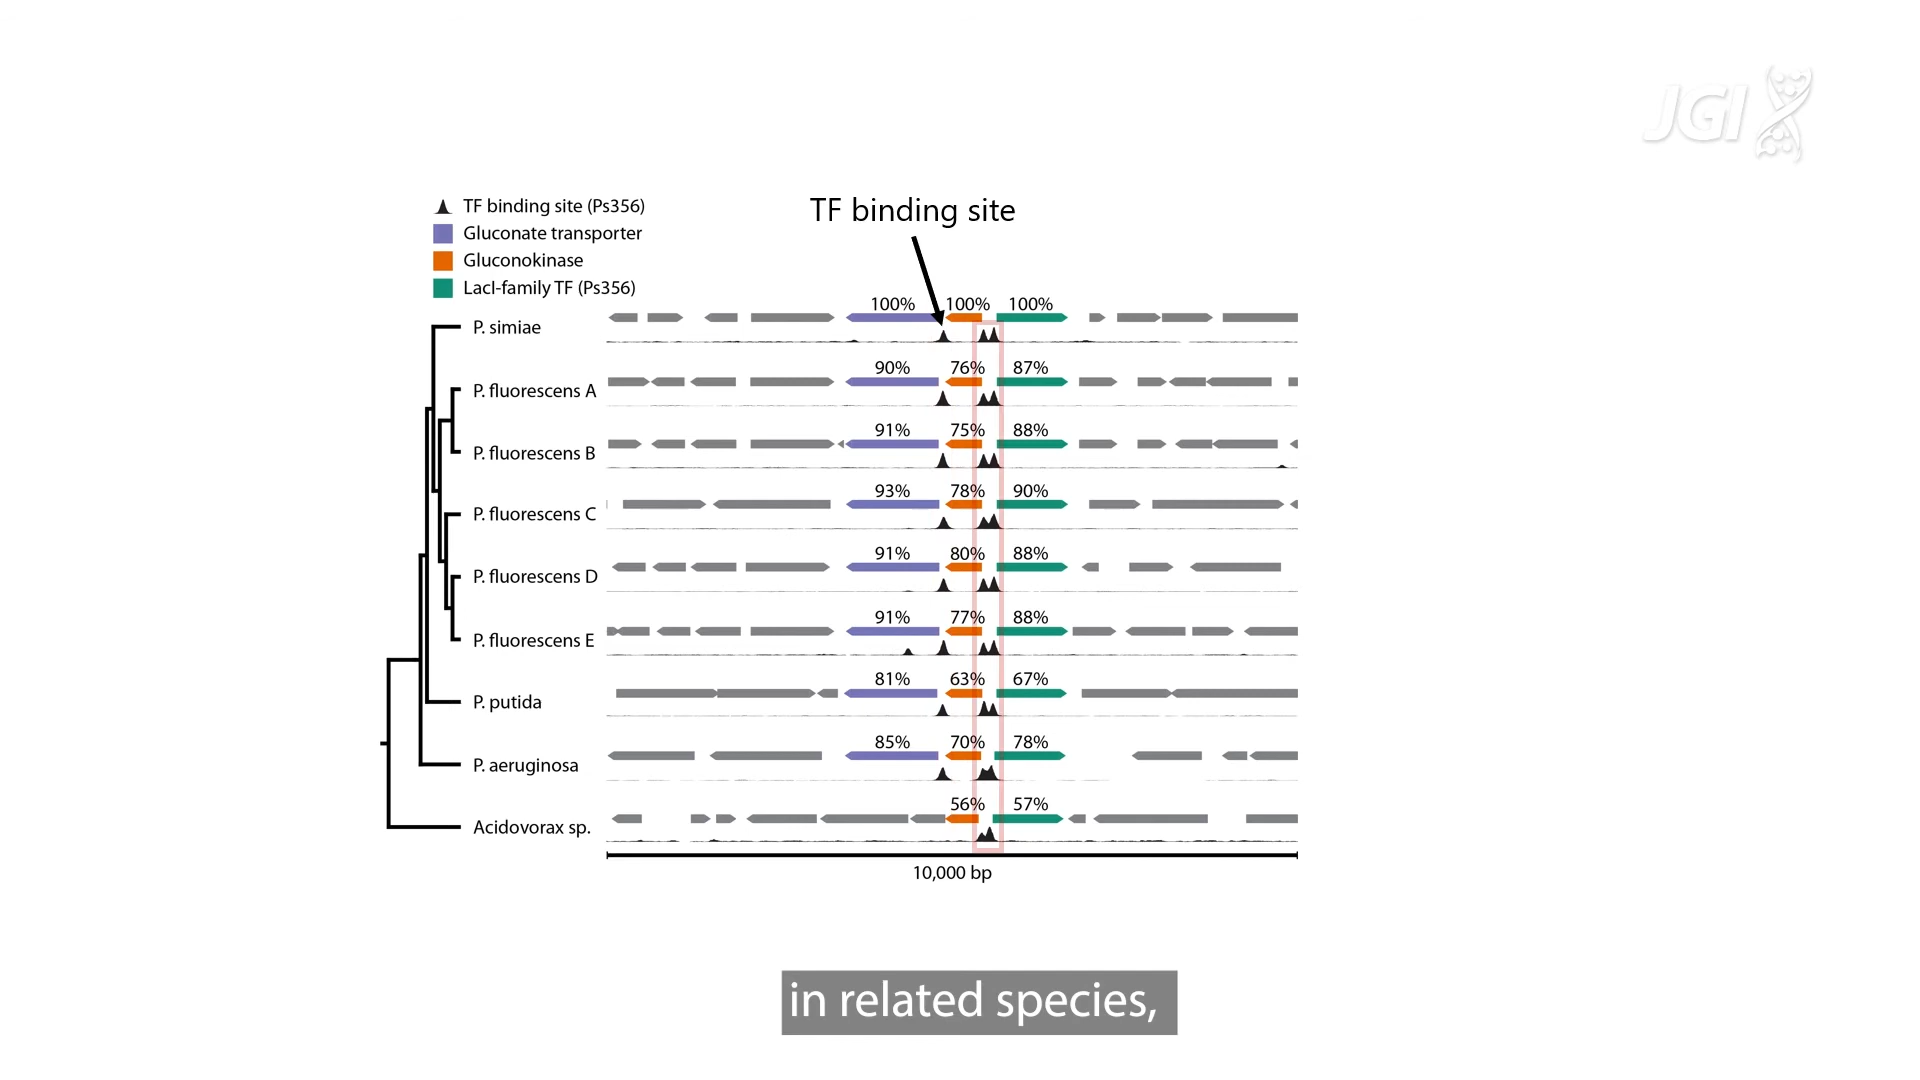 JGI
TF binding site (Ps356)
Gluconate transporter
Gluconokinase
LacI-family TF (Ps356)
TF binding site
100% 100% 100%
P. simiae
90% 76% 87%
P. fluorescens A
91% 75% 88%
P. fluorescens B
93% 78% 90%
P. fluorescens C
91% 80% 88%
P. fluorescens D
91% 77% 88%
P. fluorescens E
81% 63% 67%
P. putida
85% 70% 78%
P. aeruginosa
56% 57%
Acidovorax sp.
10,000 bp
in related species,